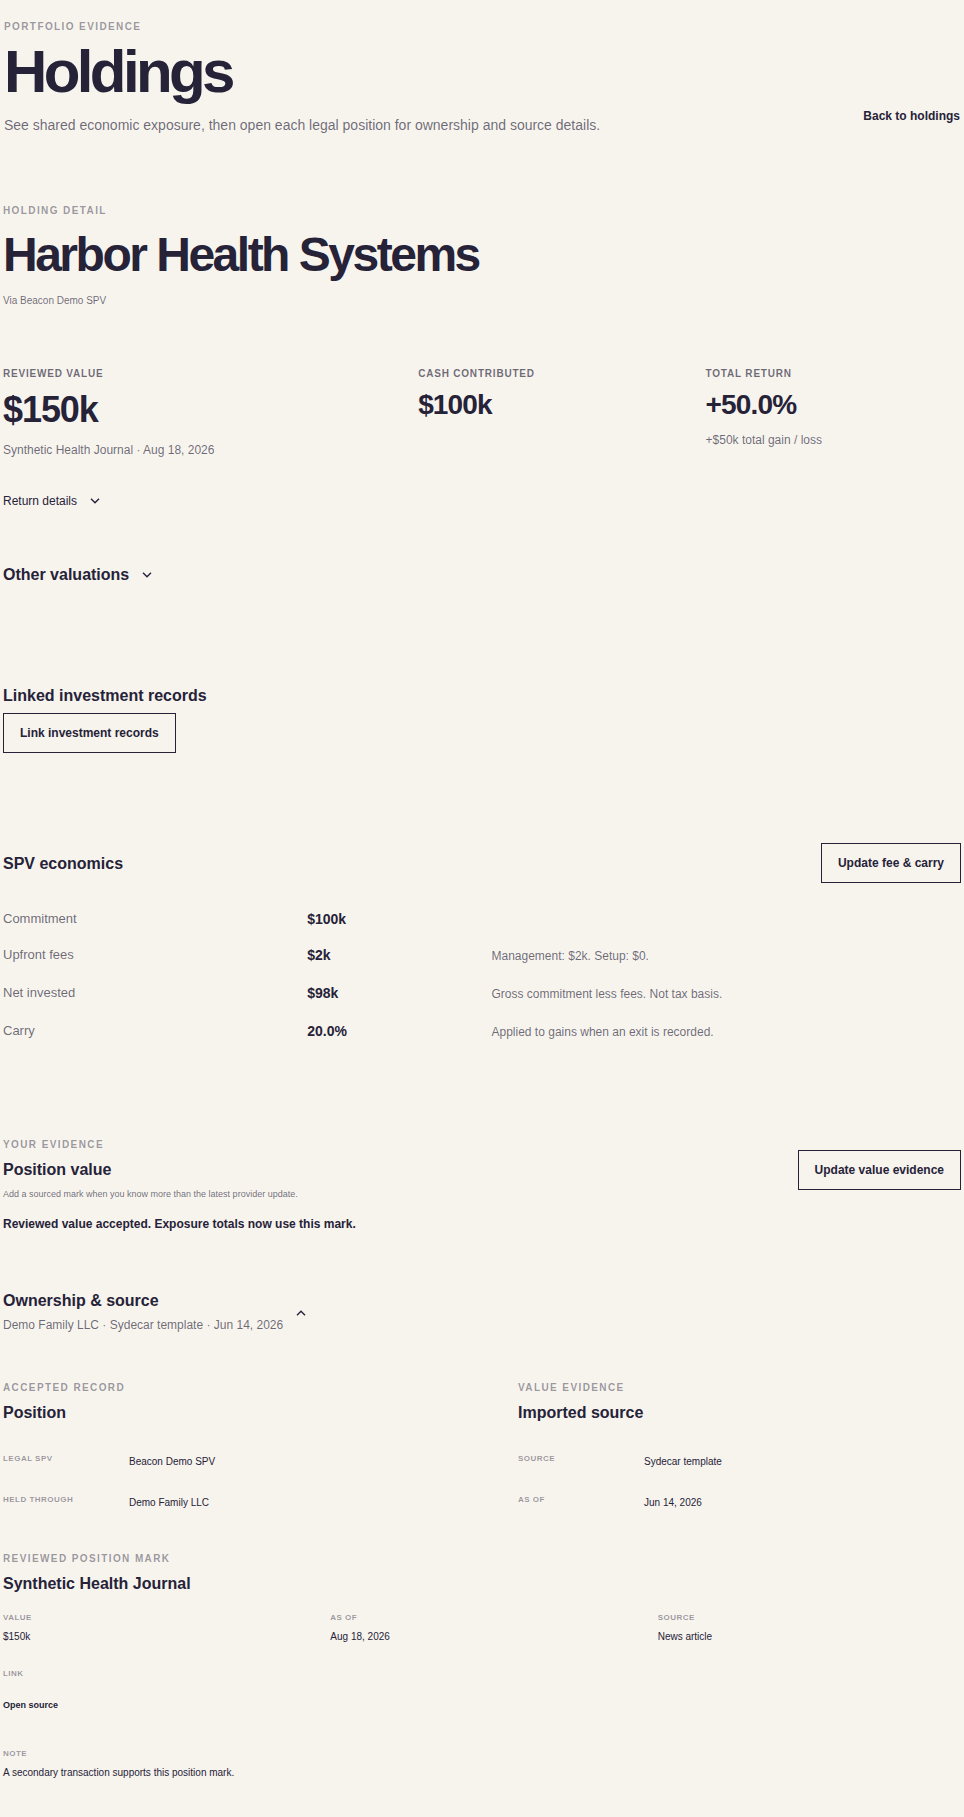 PORTFOLIO EVIDENCE
Holdings
See shared economic exposure, then open each legal position for ownership and source details.
Back to holdings
HOLDING DETAIL
Harbor Health Systems
Via Beacon Demo SPV
REVIEWED VALUE
$150k
Synthetic Health Journal · Aug 18, 2026
CASH CONTRIBUTED
$100k
TOTAL RETURN
+50.0%
+$50k total gain / loss
Return details
Other valuations
Linked investment records
Link investment records
SPV economics
Update fee & carry
Commitment $100k
Upfront fees $2k Management: $2k. Setup: $0.
Net invested $98k Gross commitment less fees. Not tax basis.
Carry 20.0% Applied to gains when an exit is recorded.
YOUR EVIDENCE
Position value
Add a sourced mark when you know more than the latest provider update.
Update value evidence
Reviewed value accepted. Exposure totals now use this mark.
Ownership & source
Demo Family LLC · Sydecar template · Jun 14, 2026
ACCEPTED RECORD
Position
LEGAL SPV Beacon Demo SPV
HELD THROUGH Demo Family LLC
VALUE EVIDENCE
Imported source
SOURCE Sydecar template
AS OF Jun 14, 2026
REVIEWED POSITION MARK
Synthetic Health Journal
VALUE
$150k
AS OF
Aug 18, 2026
SOURCE
News article
LINK
Open source
NOTE
A secondary transaction supports this position mark.